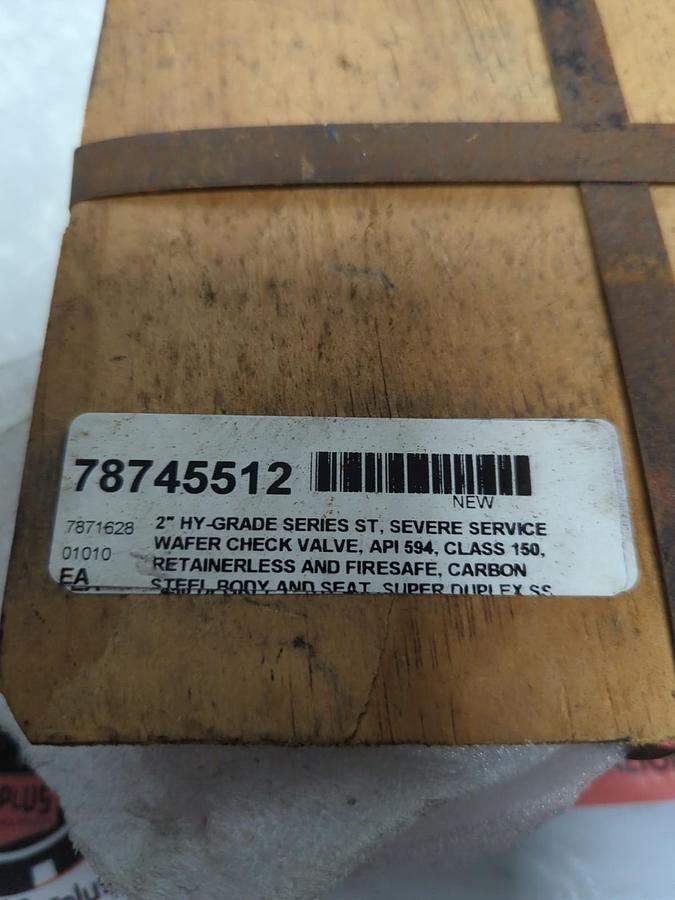 78745512
NEW
7871628
01010
EA
2" HY-GRADE SERIES ST, SEVERE SERVICE
WAFER CHECK VALVE, API 594, CLASS 150,
RETAINERLESS AND FIRESAFE, CARBON
STEEL BODY AND SEAT, SUPER DUPLEX SS
PLUS